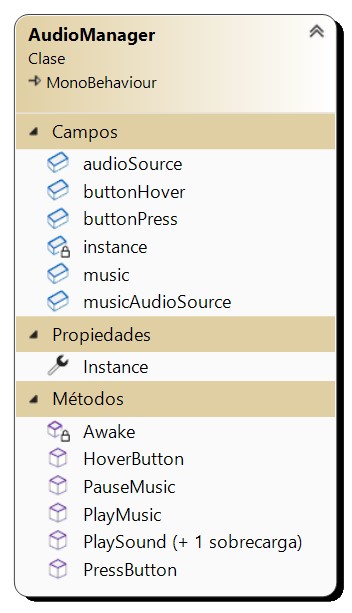 AudioManager
Clase
MonoBehaviour
Campos
audioSource
buttonHover
buttonPress
instance
music
musicAudioSource
Propiedades
Instance
Métodos
Awake
HoverButton
PauseMusic
PlayMusic
PlaySound (+ 1 sobrecarga)
PressButton